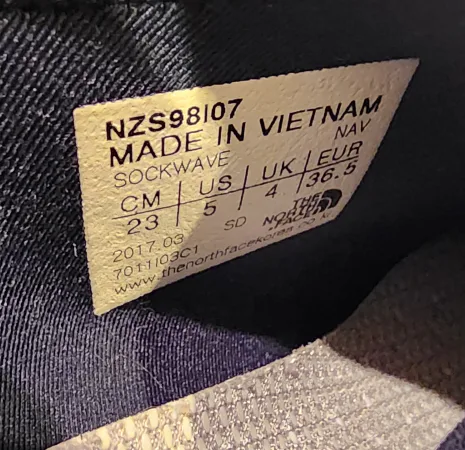 NZS98I07
MADE IN VIETNAM
SOCKWAVE NAV
CM | US | UK | EUR
23 | 5 | 4 | 36.5
2017.03 SD
THE
NORTH
FACE
7011I03C1
www.thenorthfacekorea.co.kr